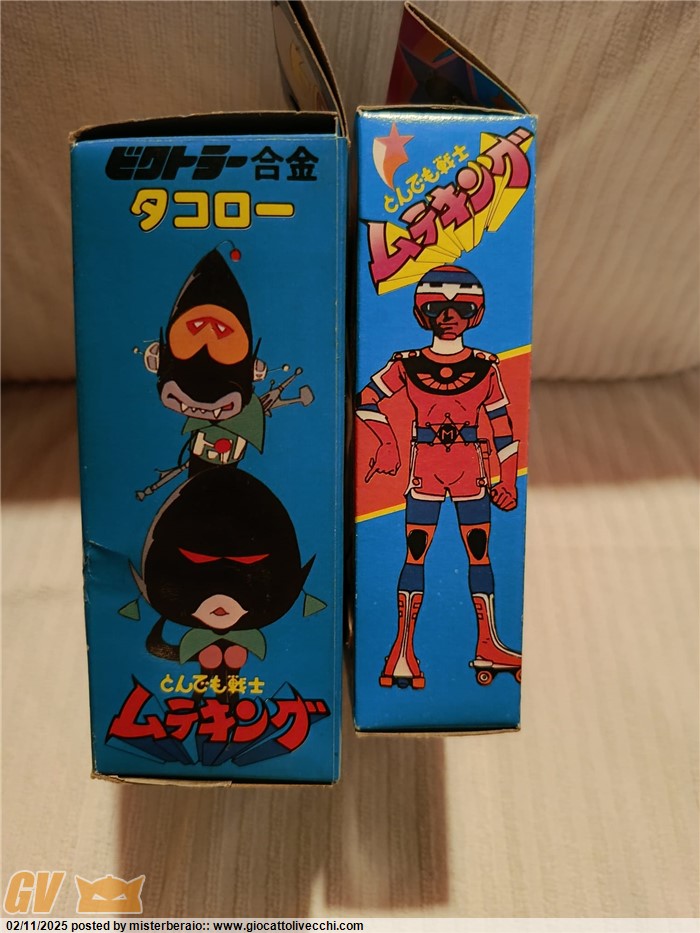 ビクトラー合金
タコロー
とんでも戦士
ムテキング
とんでも戦士
ムテキング
M
GV
02/11/2025 posted by misterberaio:: www.giocattolivecchi.com